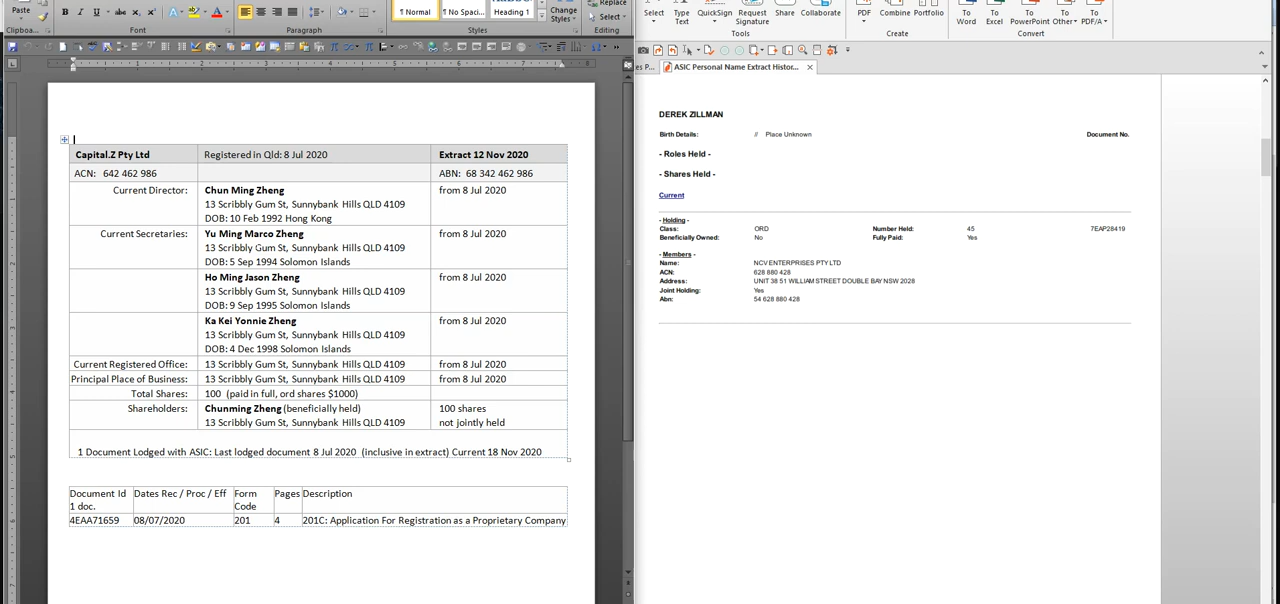 Paste
Clipboard
Font
Paragraph
¶ Normal
¶ No Spaci...
Heading 1
Styles
Change
Styles
Replace
Select
Editing
Select
Type
Text
QuickSign
Request
Signature
Share
Collaborate
Tools
PDF
Combine
Portfolio
Create
To
Word
To
Excel
To
PowerPoint
To
Other
To
PDF/A
Convert
es P...
ASIC Personal Name Extract Histor...
Capital.Z Pty Ltd Registered in Qld: 8 Jul 2020 Extract 12 Nov 2020
ACN: 642 462 986 ABN: 68 342 462 986
Current Director: Chun Ming Zheng from 8 Jul 2020
13 Scribbly Gum St, Sunnybank Hills QLD 4109
DOB: 10 Feb 1992 Hong Kong
Current Secretaries: Yu Ming Marco Zheng from 8 Jul 2020
13 Scribbly Gum St, Sunnybank Hills QLD 4109
DOB: 5 Sep 1994 Solomon Islands
Ho Ming Jason Zheng from 8 Jul 2020
13 Scribbly Gum St, Sunnybank Hills QLD 4109
DOB: 9 Sep 1995 Solomon Islands
Ka Kei Yonnie Zheng from 8 Jul 2020
13 Scribbly Gum St, Sunnybank Hills QLD 4109
DOB: 4 Dec 1998 Solomon Islands
Current Registered Office: 13 Scribbly Gum St, Sunnybank Hills QLD 4109 from 8 Jul 2020
Principal Place of Business: 13 Scribbly Gum St, Sunnybank Hills QLD 4109 from 8 Jul 2020
Total Shares: 100 (paid in full, ord shares $1000)
Shareholders: Chunming Zheng (beneficially held) 100 shares
13 Scribbly Gum St, Sunnybank Hills QLD 4109 not jointly held
1 Document Lodged with ASIC: Last lodged document 8 Jul 2020 (inclusive in extract) Current 18 Nov 2020
Document Id Dates Rec / Proc / Eff Form Pages Description
1 doc. Code
4EAA71659 08/07/2020 201 4 201C: Application For Registration as a Proprietary Company
DEREK ZILLMAN
Birth Details: // Place Unknown Document No.
- Roles Held -
- Shares Held -
Current
- Holding -
Class: ORD Number Held: 45 7EAP28419
Beneficially Owned: No Fully Paid: Yes
- Members -
Name: NCV ENTERPRISES PTY LTD
ACN: 628 880 428
Address: UNIT 38 51 WILLIAM STREET DOUBLE BAY NSW 2028
Joint Holding: Yes
Abn: 54 628 880 428